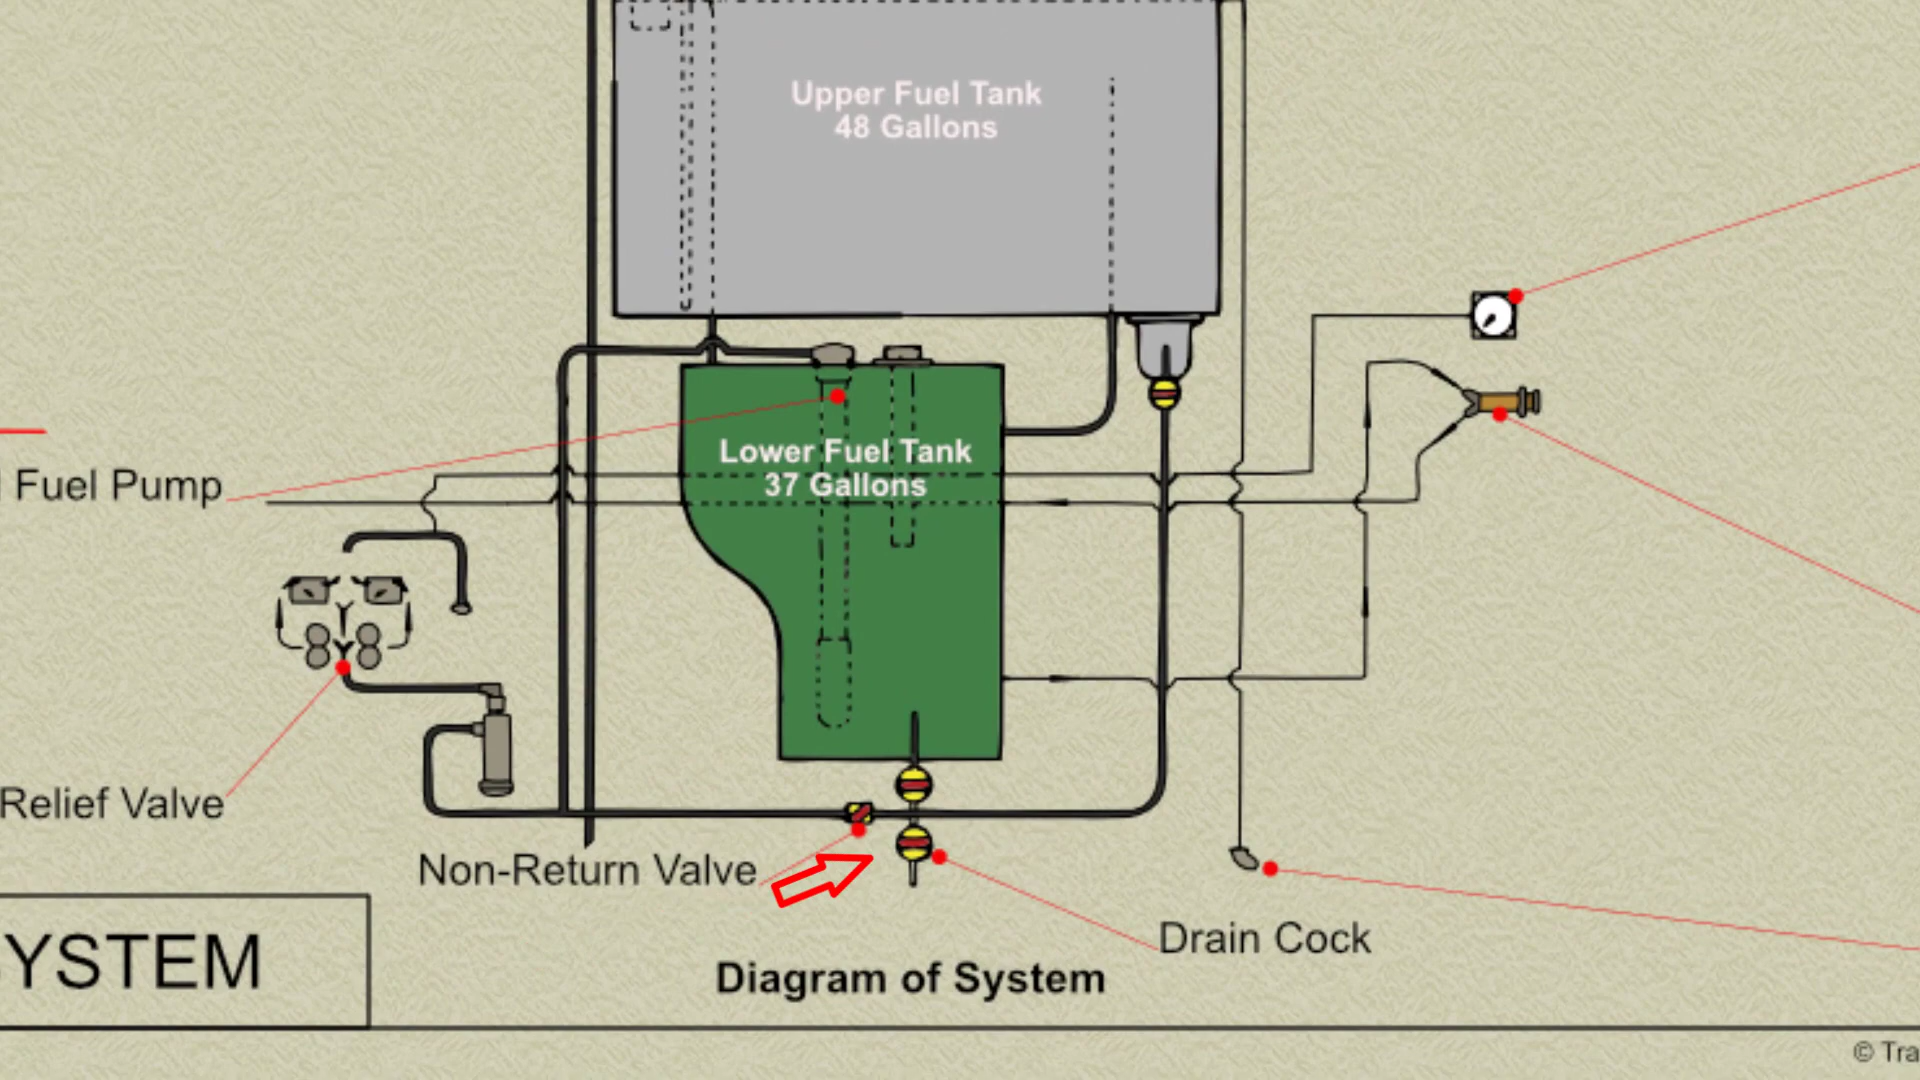 Upper Fuel Tank
48 Gallons
Lower Fuel Tank
37 Gallons
Fuel Pump
Relief Valve
Non-Return Valve
Drain Cock
YSTEM
Diagram of System
© Tra